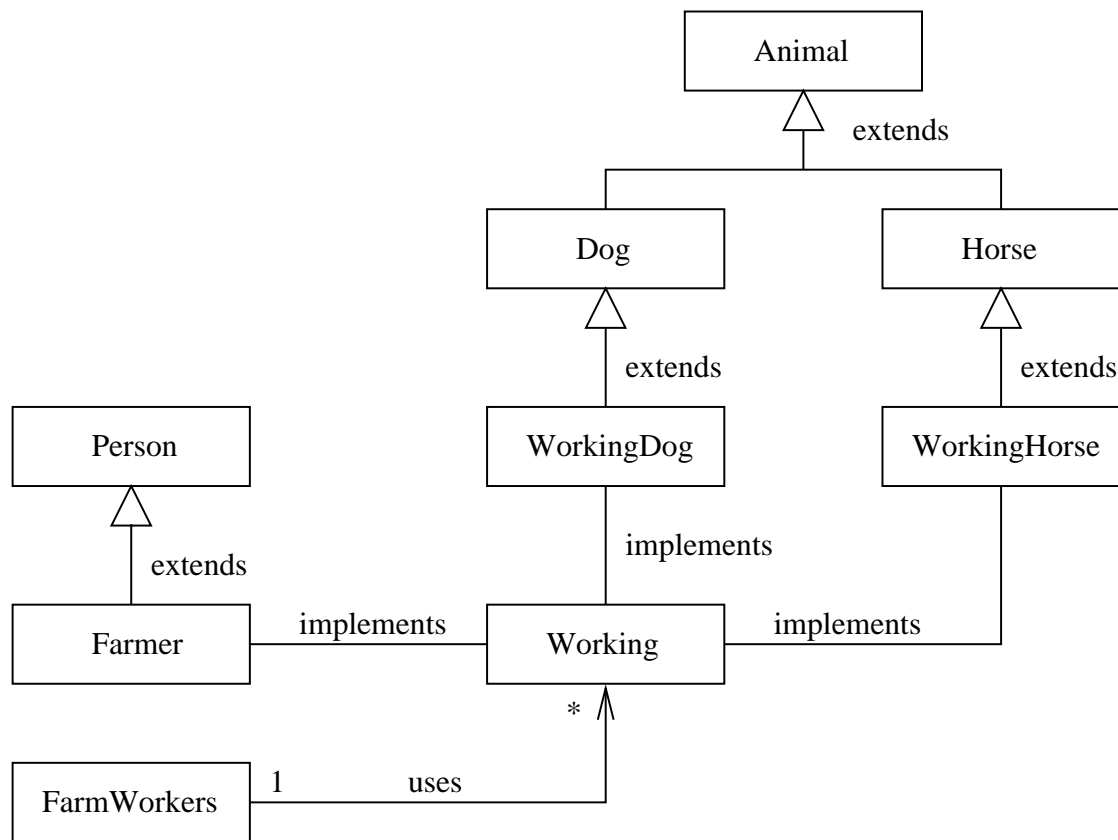 Animal
extends
Dog
Horse
extends
extends
Person
WorkingDog
WorkingHorse
implements
extends
Farmer
implements
Working
implements
*
FarmWorkers
1
uses